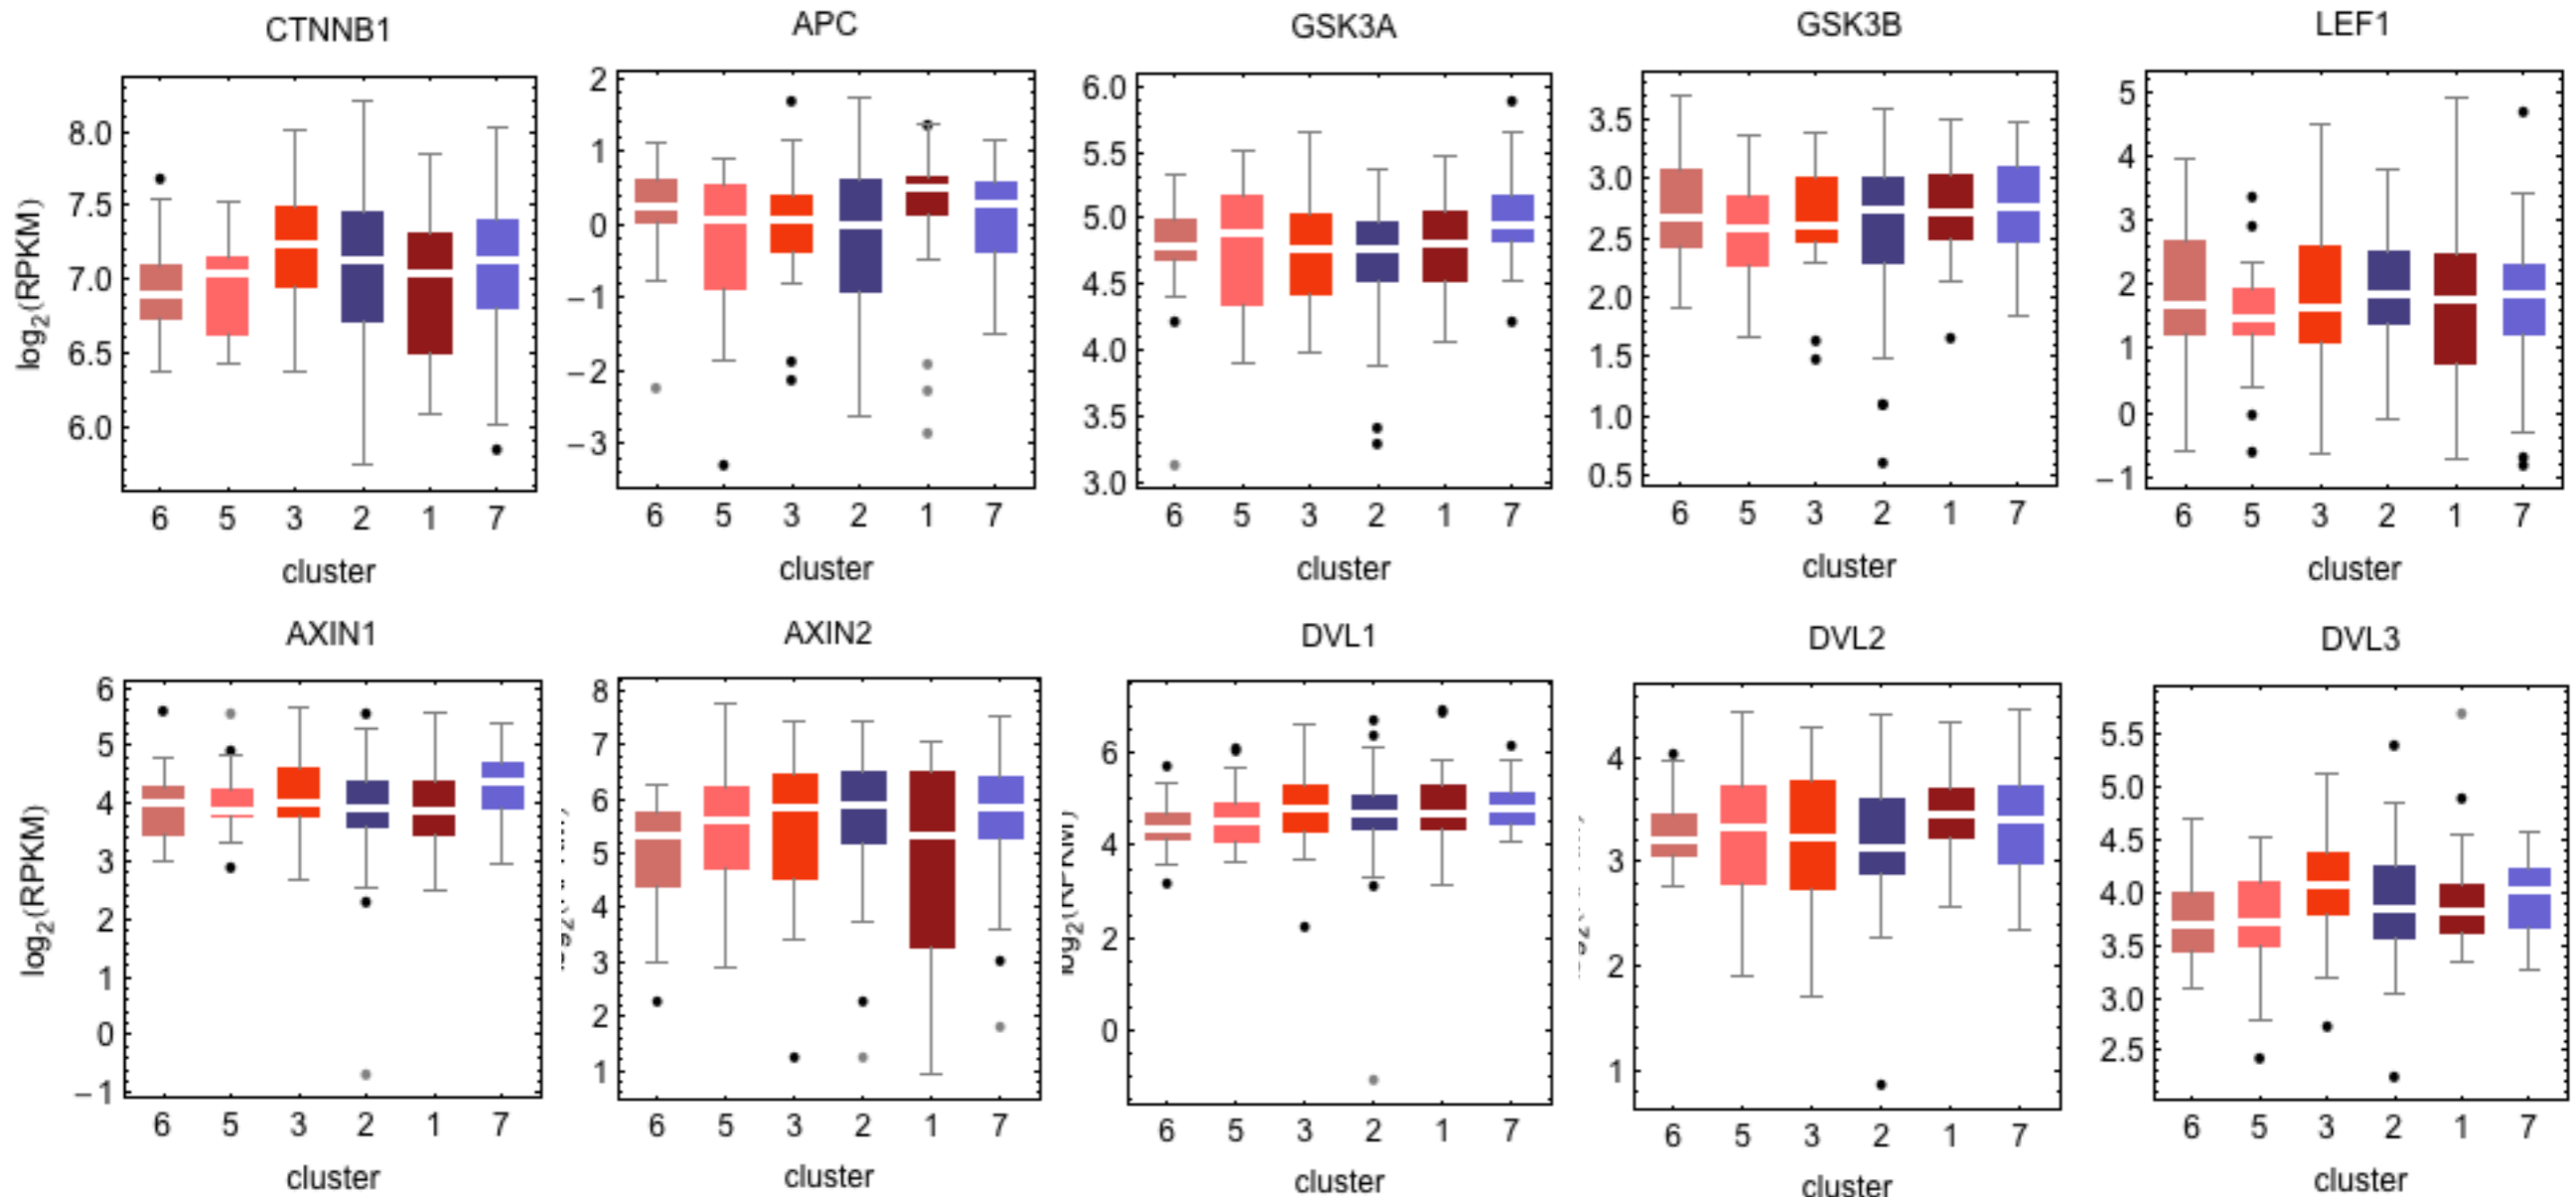 CTNNB1
APC
GSK3A
GSK3B
LEF1
log2(RPKM)
8.0
7.5
7.0
6.5
6.0
6 5 3 2 1 7
cluster
2
1
0
−1
−2
−3
6 5 3 2 1 7
cluster
6.0
5.5
5.0
4.5
4.0
3.5
3.0
6 5 3 2 1 7
cluster
3.5
3.0
2.5
2.0
1.5
1.0
0.5
6 5 3 2 1 7
cluster
5
4
3
2
1
0
−1
6 5 3 2 1 7
cluster
AXIN1
AXIN2
DVL1
DVL2
DVL3
log2(RPKM)
6
5
4
3
2
1
0
−1
6 5 3 2 1 7
cluster
8
7
6
5
4
3
2
1
6 5 3 2 1 7
cluster
log2(RPKM)
6
4
2
0
6 5 3 2 1 7
cluster
4
3
2
1
6 5 3 2 1 7
cluster
5.5
5.0
4.5
4.0
3.5
3.0
2.5
6 5 3 2 1 7
cluster